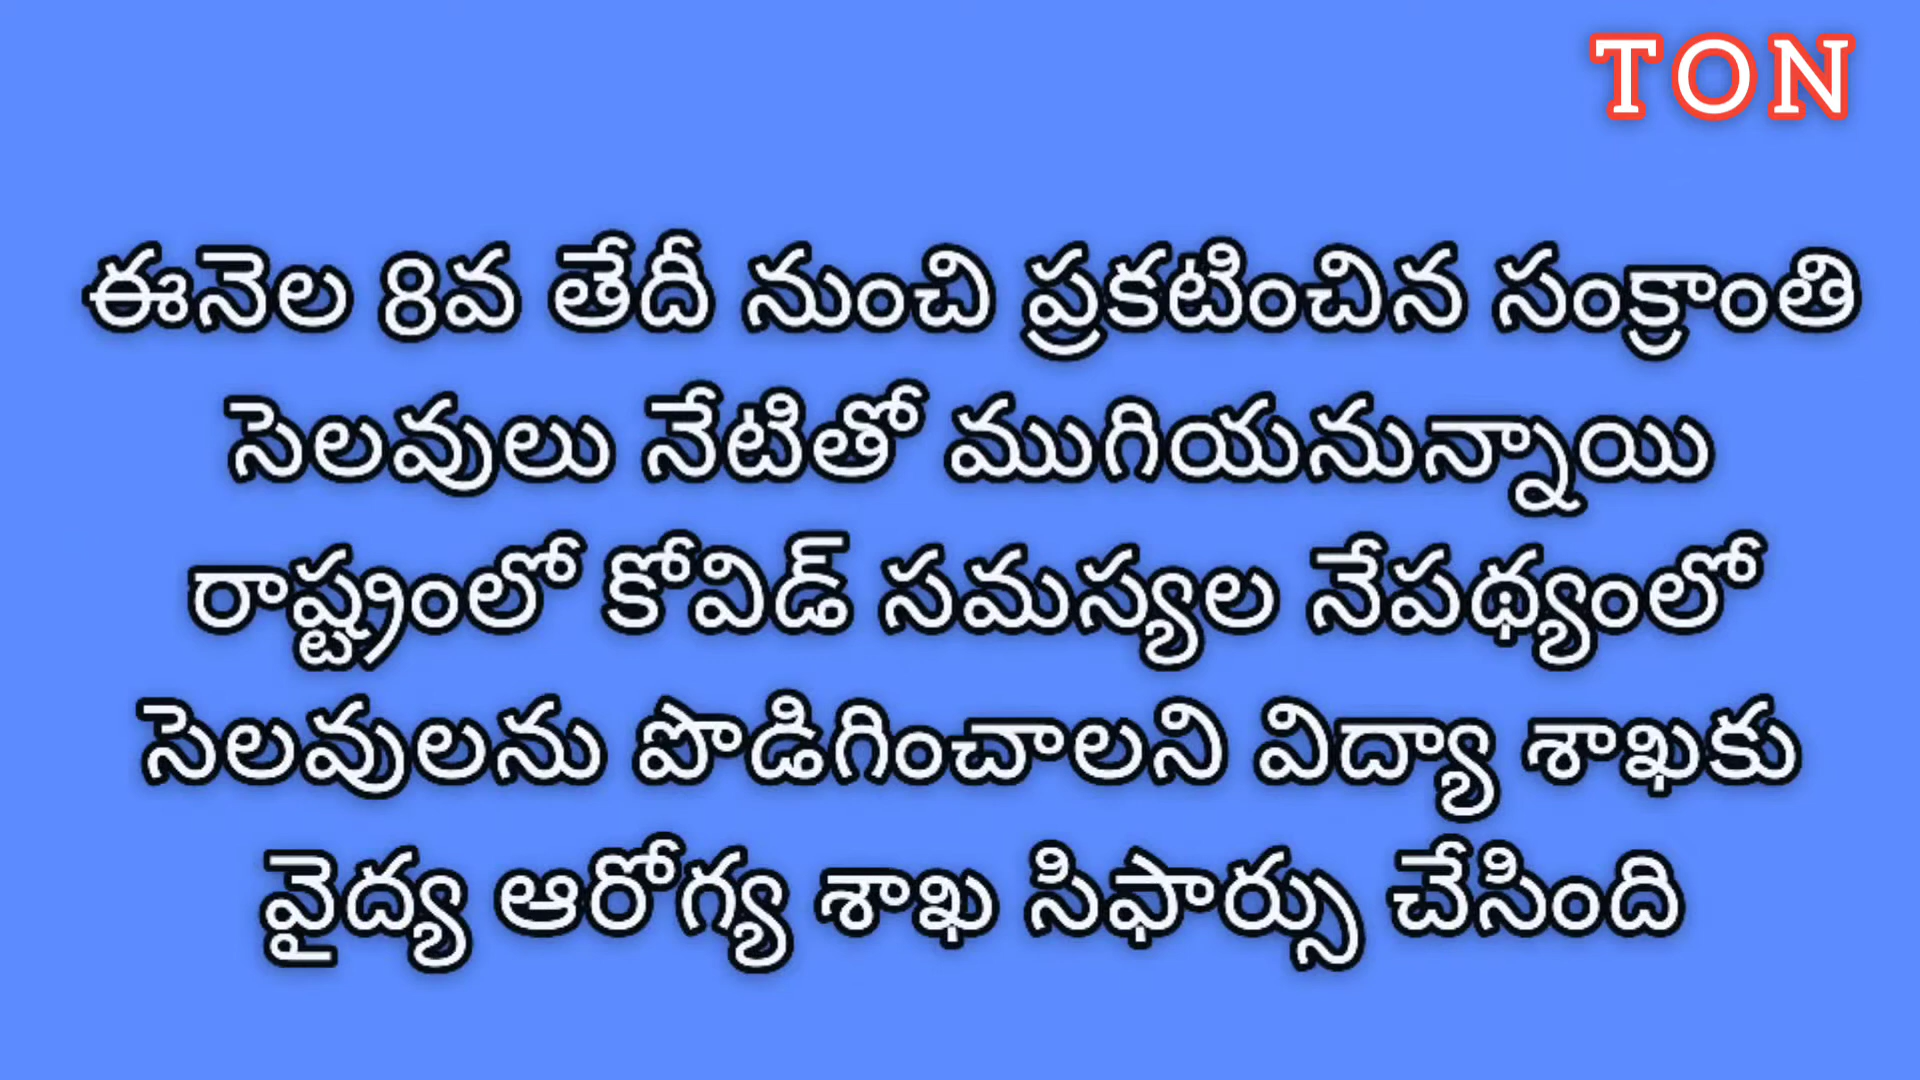 TON
ఈనెల 8వ తేదీ నుంచి ప్రకటించిన సంక్రాంతి
సెలవులు నేటితో ముగియనున్నాయి
రాష్ట్రంలో కోవిడ్ సమస్యల నేపథ్యంలో
సెలవులను పొడిగించాలని విద్యా శాఖకు
వైద్య ఆరోగ్య శాఖ సిఫార్సు చేసింది